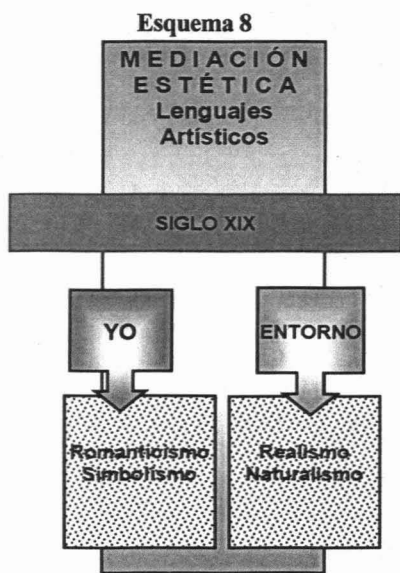 Esquema 8
MEDIACIÓN
ESTÉTICA
Lenguajes
Artísticos
SIGLO XIX
YO
ENTORNO
Romanticismo
Simbolismo
Realismo
Naturalismo